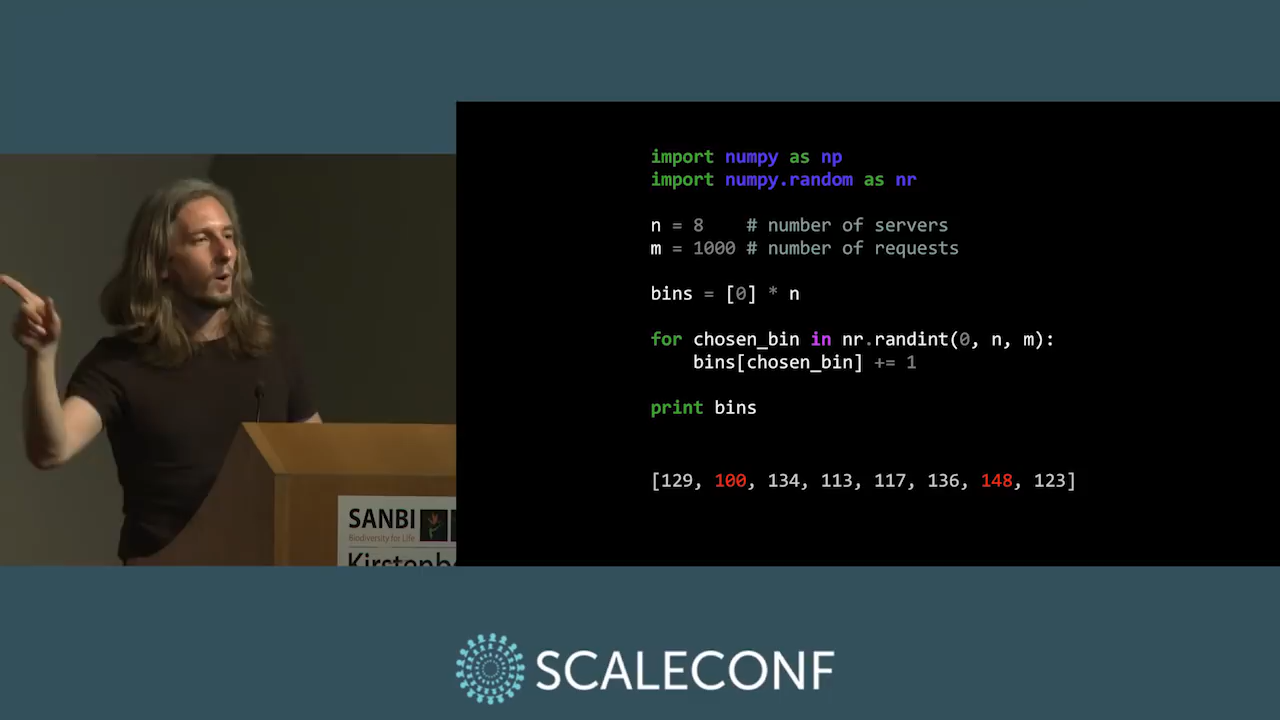 import numpy as np
import numpy.random as nr
n = 8    # number of servers
m = 1000 # number of requests
bins = [0] * n
for chosen_bin in nr.randint(0, n, m):
    bins[chosen_bin] += 1
print bins
[129, 100, 134, 113, 117, 136, 148, 123]
SANBI
Biodiversity for Life
Kirstenb
SCALECONF